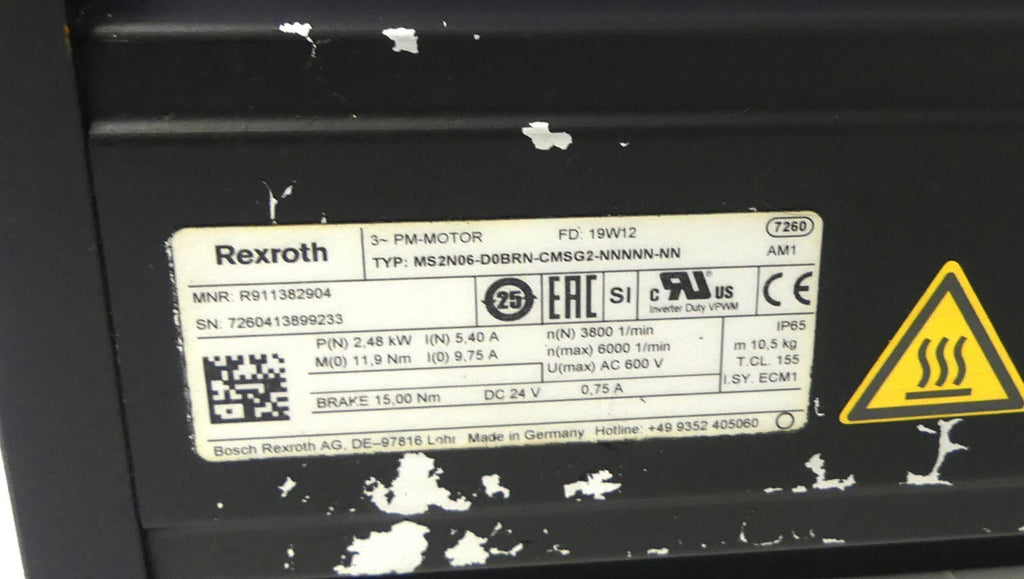 Rexroth
3~ PM-MOTOR FD: 19W12 7260
TYP: MS2N06-D0BRN-CMSG2-NNNNN-NN AM1
MNR: R911382904
SN: 7260413899233
25 EAC SI c RU ® US CE
Inverter Duty VPWM
P(N) 2,48 kW I(N) 5,40 A n(N) 3800 1/min IP65
M(0) 11,9 Nm I(0) 9,75 A n(max) 6000 1/min m 10,5 kg
U(max) AC 600 V T.CL. 155
I.SY. ECM1
BRAKE 15,00 Nm DC 24 V 0,75 A
Bosch Rexroth AG, DE-97816 Lohr Made in Germany Hotline: +49 9352 405060